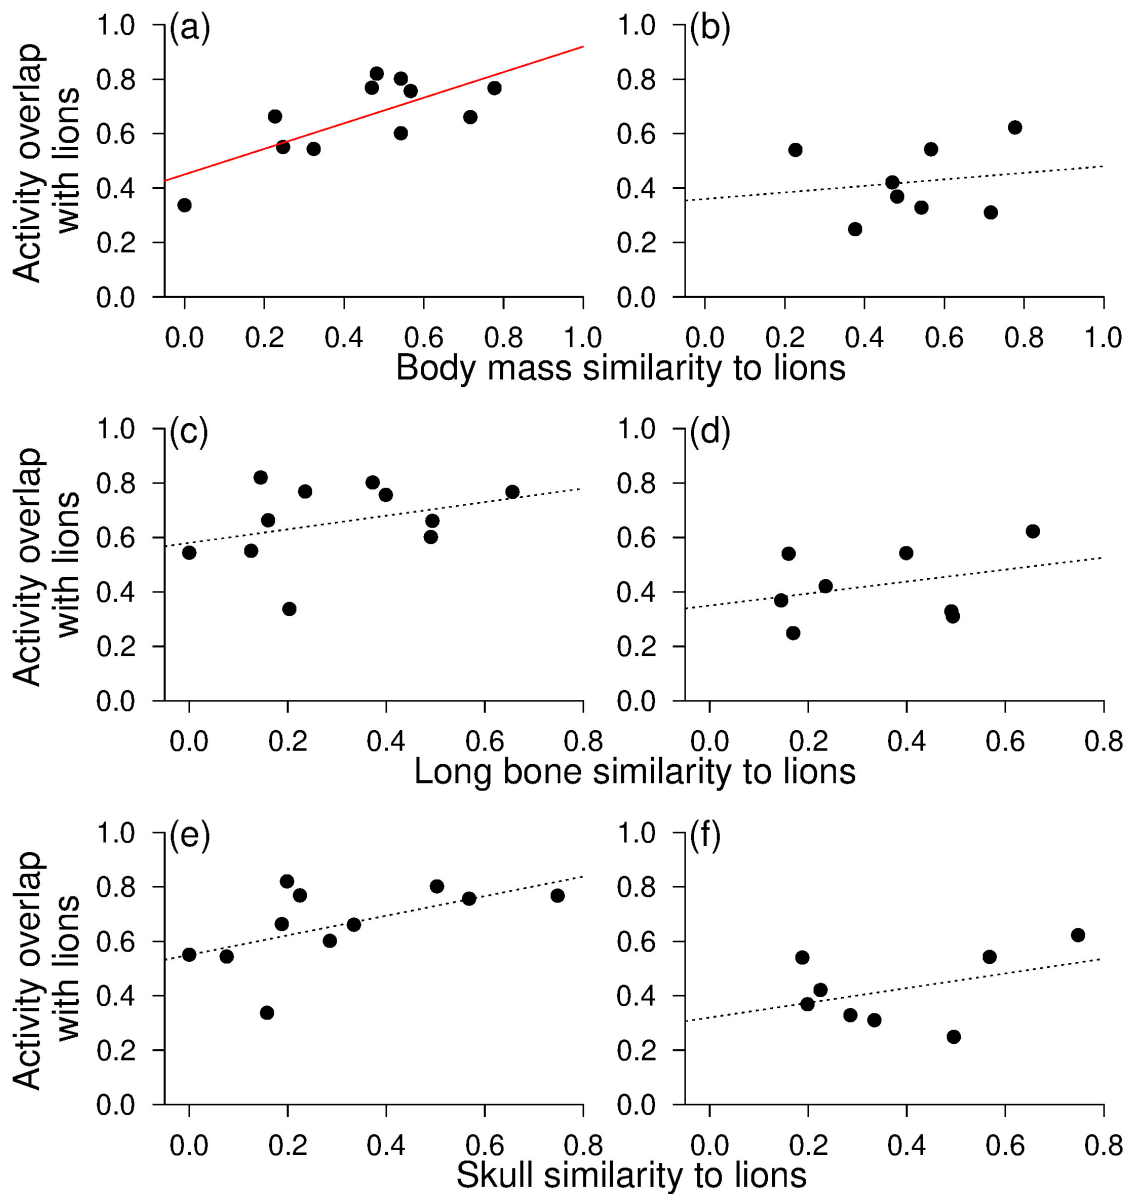 (a)
(b)
Activity overlap
with lions
1.0
0.8
0.6
0.4
0.2
0.0
1.0
0.8
0.6
0.4
0.2
0.0
0.0 0.2 0.4 0.6 0.8 1.0
0.0 0.2 0.4 0.6 0.8 1.0
Body mass similarity to lions
(c)
(d)
Activity overlap
with lions
1.0
0.8
0.6
0.4
0.2
0.0
1.0
0.8
0.6
0.4
0.2
0.0
0.0 0.2 0.4 0.6 0.8
0.0 0.2 0.4 0.6 0.8
Long bone similarity to lions
(e)
(f)
Activity overlap
with lions
1.0
0.8
0.6
0.4
0.2
0.0
1.0
0.8
0.6
0.4
0.2
0.0
0.0 0.2 0.4 0.6 0.8
0.0 0.2 0.4 0.6 0.8
Skull similarity to lions